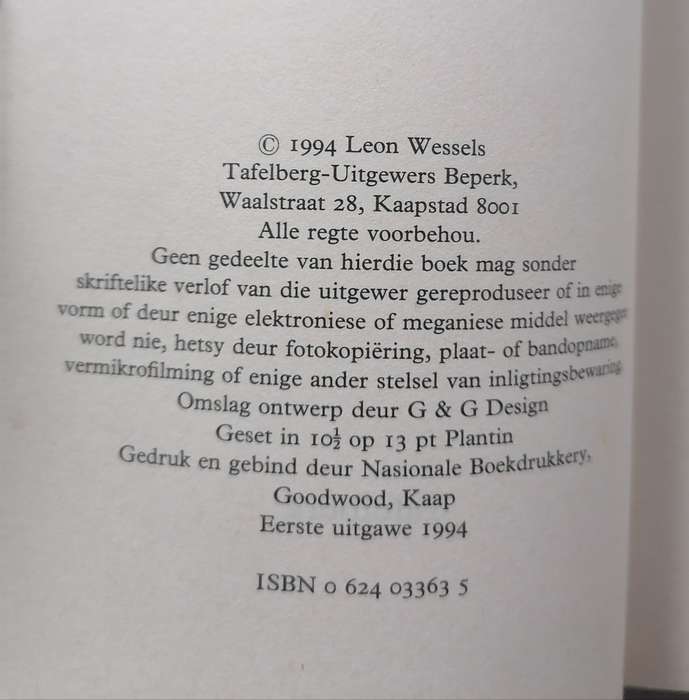 © 1994 Leon Wessels
Tafelberg-Uitgewers Beperk,
Waalstraat 28, Kaapstad 8001
Alle regte voorbehou.
Geen gedeelte van hierdie boek mag sonder
skriftelike verlof van die uitgewer gereproduseer of in enige
vorm of deur enige elektroniese of meganiese middel weergegee
word nie, hetsy deur fotokopiëring, plaat- of bandopname,
vermikrofilming of enige ander stelsel van inligtingsbewaring
Omslag ontwerp deur G & G Design
Geset in 10½ op 13 pt Plantin
Gedruk en gebind deur Nasionale Boekdrukkery,
Goodwood, Kaap
Eerste uitgawe 1994
ISBN 0 624 03363 5